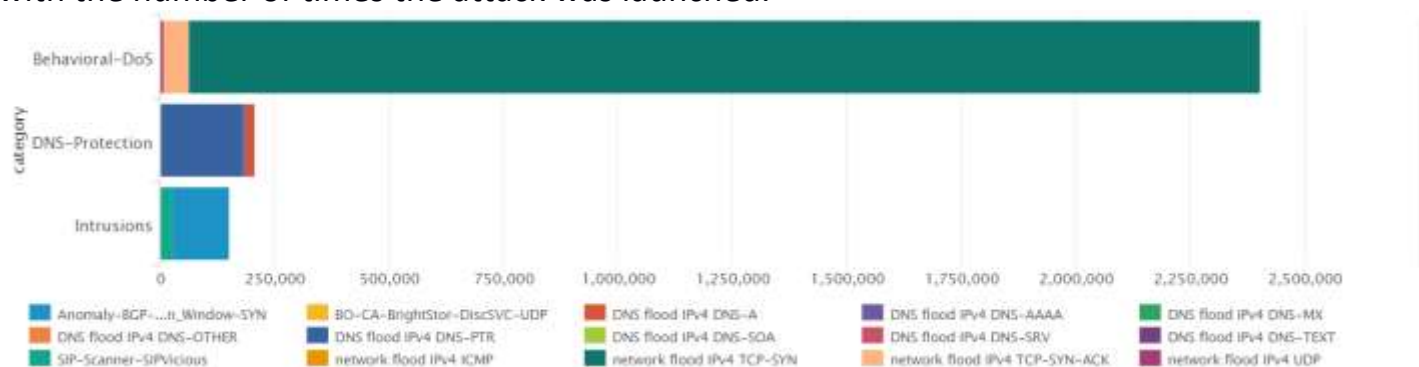 with the number of times the attack was launched.
Behavioral-DoS
DNS-Protection
Intrusions
category
0 250,000 500,000 750,000 1,000,000 1,250,000 1,500,000 1,750,000 2,000,000 2,250,000 2,500,000
Anomaly-BGP-...n_Window-SYN BO-CA-BrightStor-DiscSVC-UDP DNS flood IPv4 DNS-A DNS flood IPv4 DNS-AAAA DNS flood IPv4 DNS-MX
DNS flood IPv4 DNS-OTHER DNS flood IPv4 DNS-PTR DNS flood IPv4 DNS-SOA DNS flood IPv4 DNS-SRV DNS flood IPv4 DNS-TEXT
SIP-Scanner-SIPVicious network flood IPv4 ICMP network flood IPv4 TCP-SYN network flood IPv4 TCP-SYN-ACK network flood IPv4 UDP